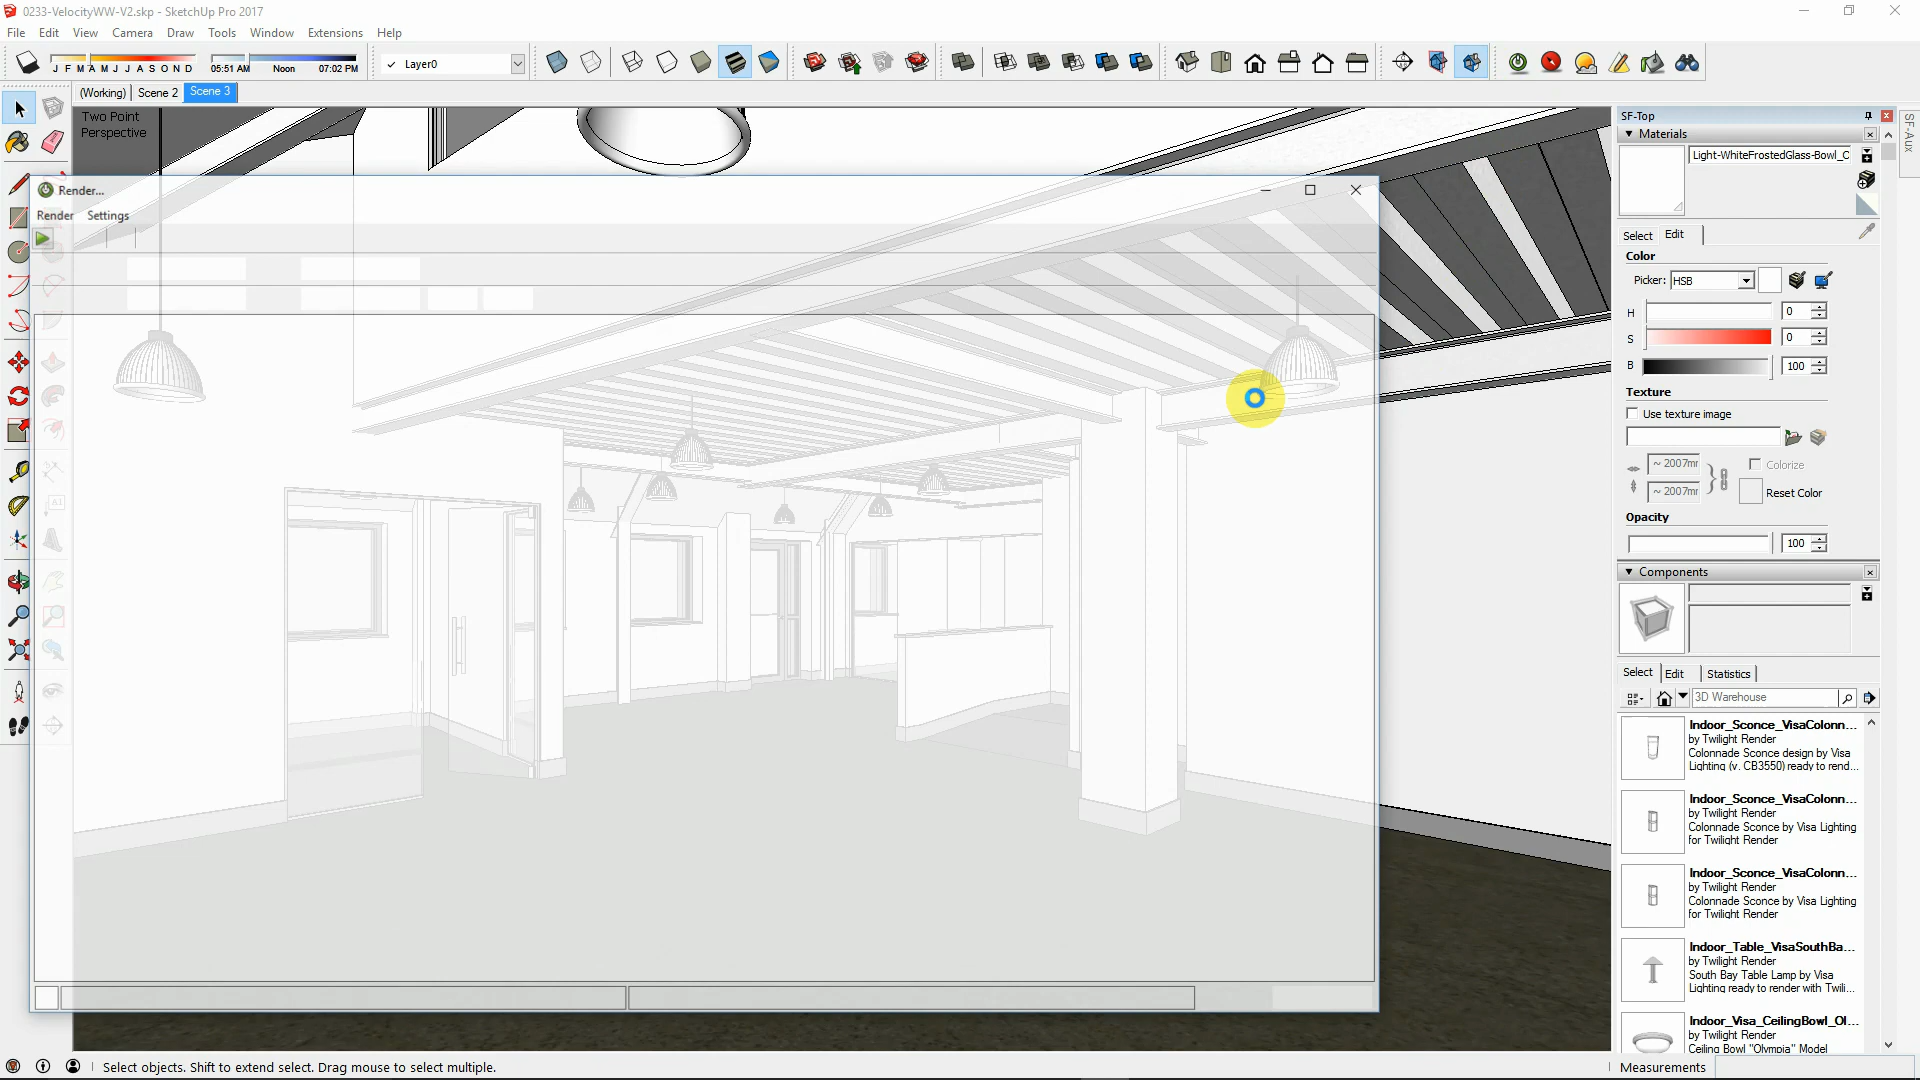 0233-VelocityWW-V2.skp - SketchUp Pro 2017
File Edit View Camera Draw Tools Window Extensions Help
J F M A M J J A S O N D
05:51 AM Noon 07:02 PM
Layer0
(Working) Scene 2 Scene 3
Two Point
Perspective
Render...
Render Settings
SF-Top
SF-Aux
Materials
Light-WhiteFrostedGlass-Bowl_O
Select Edit
Color
Picker: HSB
H 0
S 0
B 100
Texture
Use texture image
~ 2007mr
Colorize
~ 2007mr
Reset Color
Opacity
100
Components
Select Edit Statistics
3D Warehouse
Indoor_Sconce_VisaColonn...
by Twilight Render
Colonnade Sconce design by Visa
Lighting (v. CB3550) ready to rend...
Indoor_Sconce_VisaColonn...
by Twilight Render
Colonnade Sconce by Visa Lighting
for Twilight Render
Indoor_Sconce_VisaColonn...
by Twilight Render
Colonnade Sconce by Visa Lighting
for Twilight Render
Indoor_Table_VisaSouthBa...
by Twilight Render
South Bay Table Lamp by Visa
Lighting ready to render with Twili...
Indoor_Visa_CeilingBowl_Ol...
by Twilight Render
Ceiling Bowl "Olympia" Model
Select objects. Shift to extend select. Drag mouse to select multiple.
Measurements